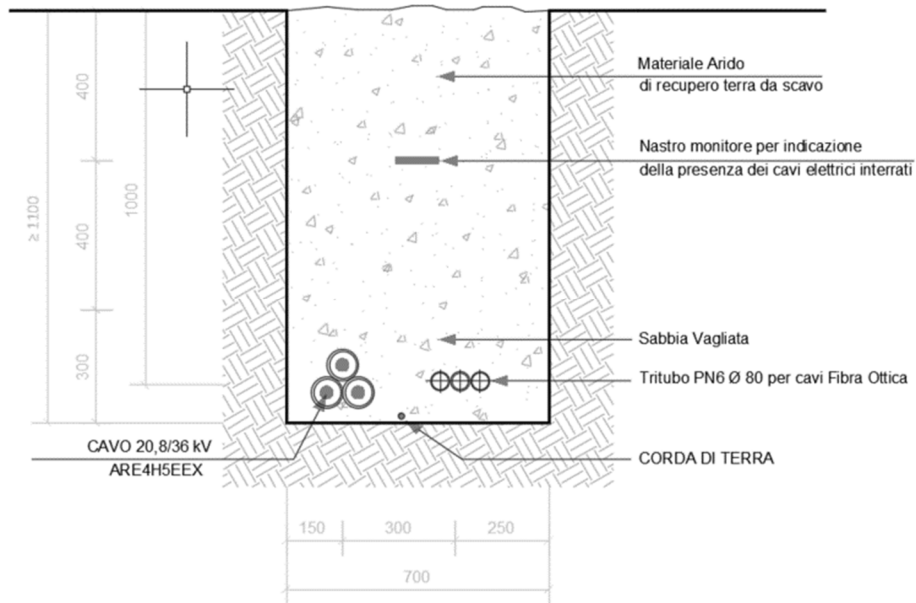 Materiale Arido
di recupero terra da scavo
400
Nastro monitore per indicazione
della presenza dei cavi elettrici interrati
1000
≥ 1100
400
Sabbia Vagliata
300
Tritubo PN6 Ø 80 per cavi Fibra Ottica
CAVO 20,8/36 kV
ARE4H5EEX
CORDA DI TERRA
150
300
250
700